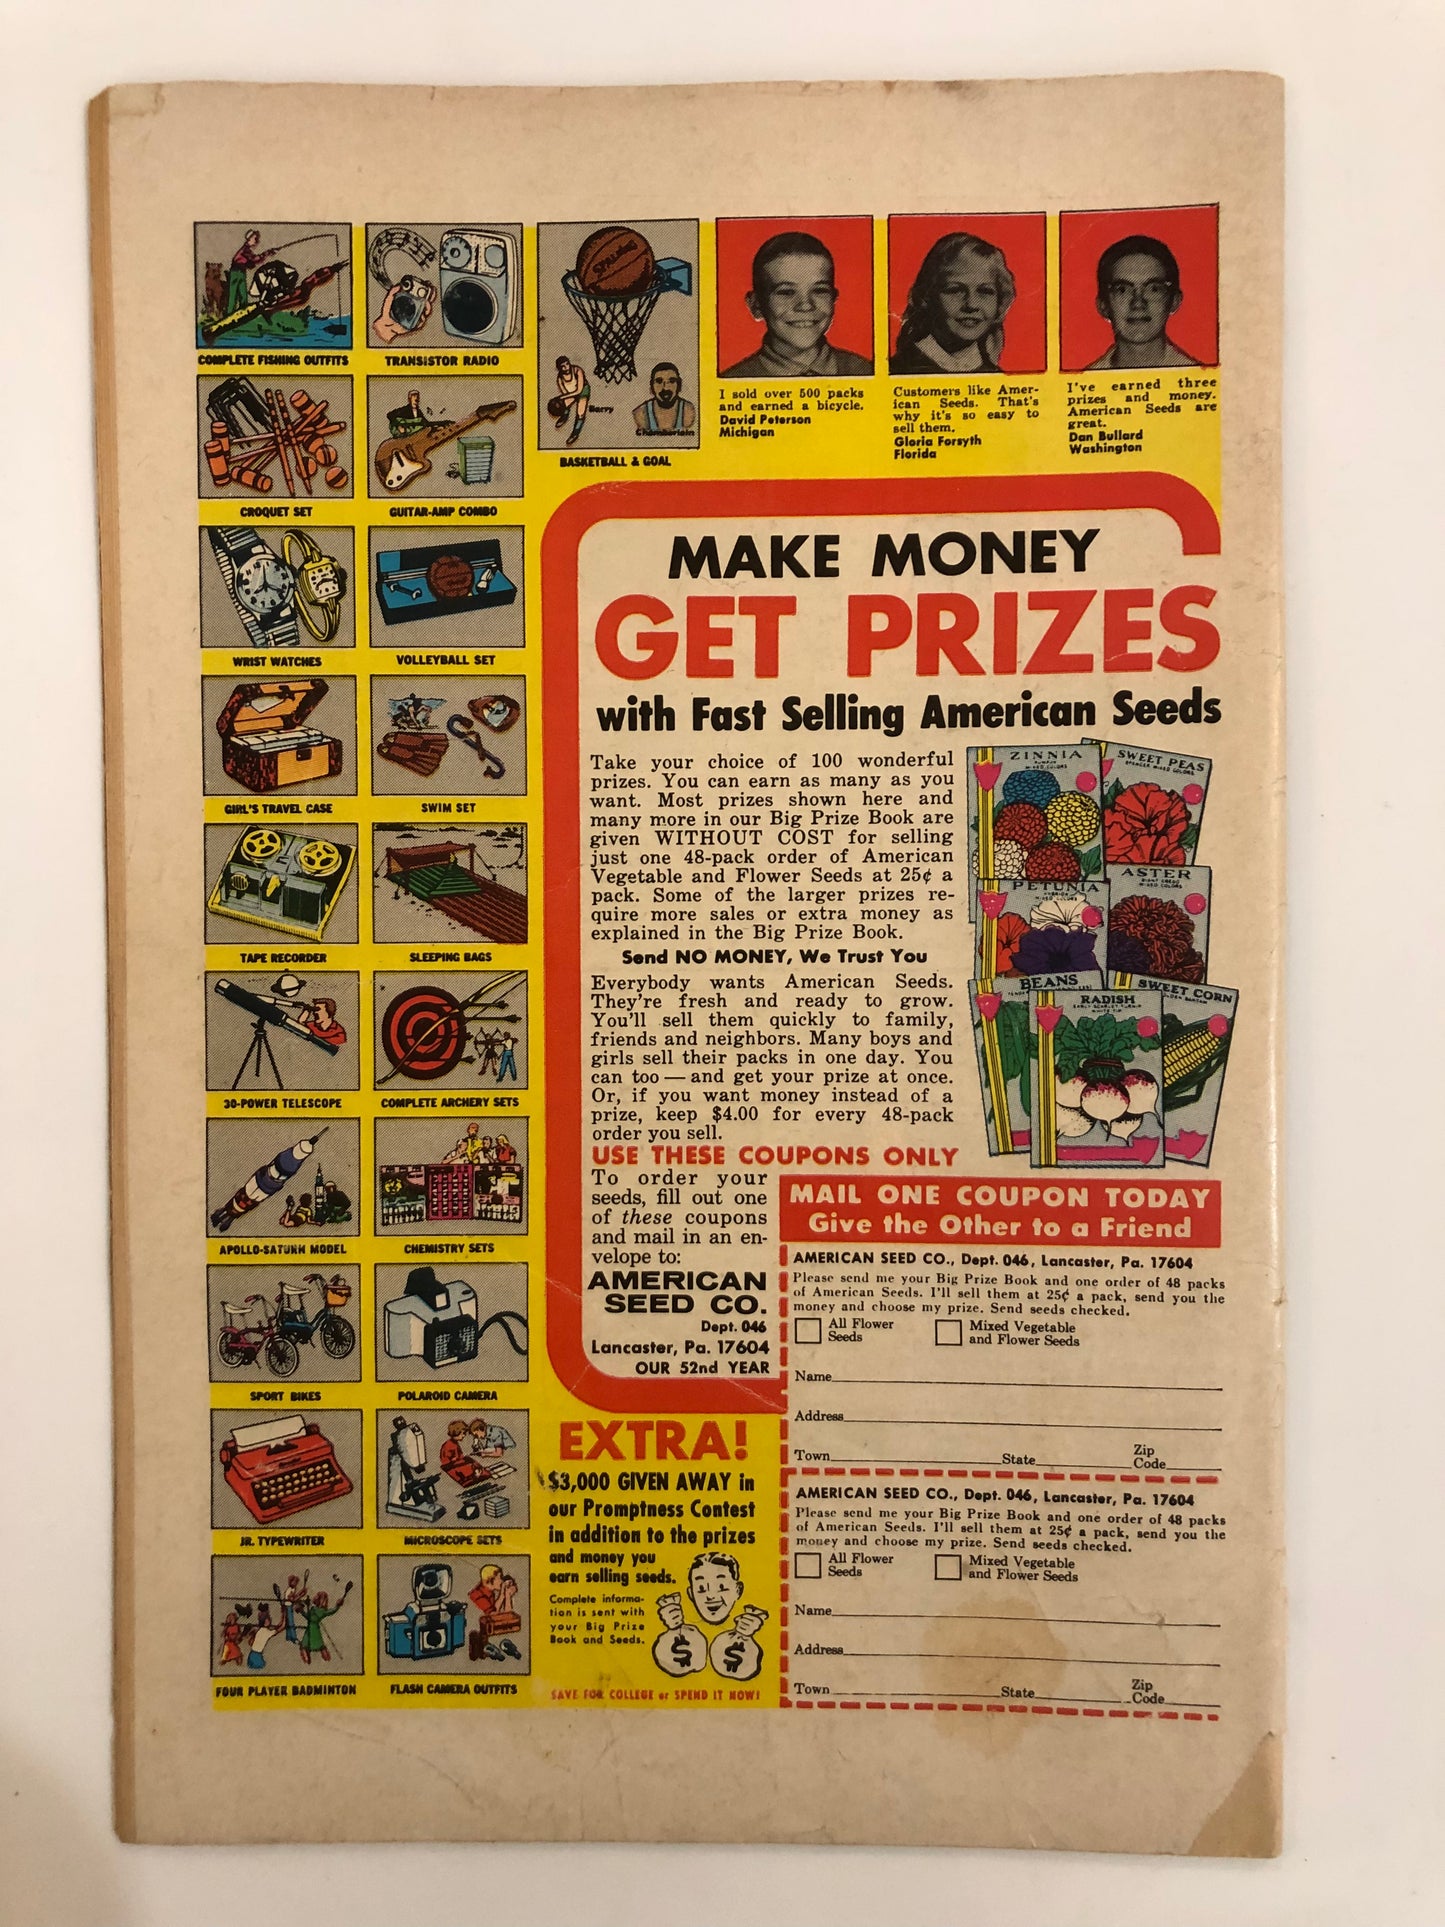 COMPLETE FISHING OUTFITS
TRANSISTOR RADIO
CROQUET SET
GUITAR-AMP COMBO
WRIST WATCHES
VOLLEYBALL SET
GIRL'S TRAVEL CASE
SWIM SET
TAPE RECORDER
SLEEPING BAGS
30-POWER TELESCOPE
COMPLETE ARCHERY SETS
APOLLO-SATURN MODEL
CHEMISTRY SETS
SPORT BIKES
POLAROID CAMERA
JR. TYPEWRITER
MICROSCOPE SETS
FOUR PLAYER BADMINTON
FLASH CAMERA OUTFITS
SPALDING
Barry
Chamberlain
BASKETBALL & GOAL
I sold over 500 packs
and earned a bicycle.
David Peterson
Michigan
Customers like Amer-
ican Seeds. That's
why it's so easy to
sell them.
Gloria Forsyth
Florida
I've earned three
prizes and money.
American Seeds are
great.
Dan Bullard
Washington
MAKE MONEY
GET PRIZES
with Fast Selling American Seeds
Take your choice of 100 wonderful
prizes. You can earn as many as you
want. Most prizes shown here and
many more in our Big Prize Book are
given WITHOUT COST for selling
just one 48-pack order of American
Vegetable and Flower Seeds at 25¢ a
pack. Some of the larger prizes re-
quire more sales or extra money as
explained in the Big Prize Book.
Send NO MONEY, We Trust You
Everybody wants American Seeds.
They're fresh and ready to grow.
You'll sell them quickly to family,
friends and neighbors. Many boys and
girls sell their packs in one day. You
can too — and get your prize at once.
Or, if you want money instead of a
prize, keep $4.00 for every 48-pack
order you sell.
USE THESE COUPONS ONLY
To order your
seeds, fill out one
of these coupons
and mail in an en-
velope to:
AMERICAN
SEED CO.
Dept. 046
Lancaster, Pa. 17604
OUR 52nd YEAR
ZINNIA
MIXED COLORS
SWEET PEAS
SPENCER MIXED COLORS
PETUNIA
MIXED COLORS
ASTER
MIXED COLORS
BEANS
RADISH
WHITE TIP
SWEET CORN
MAIL ONE COUPON TODAY
Give the Other to a Friend
AMERICAN SEED CO., Dept. 046, Lancaster, Pa. 17604
Please send me your Big Prize Book and one order of 48 packs
of American Seeds. I'll sell them at 25¢ a pack, send you the
money and choose my prize. Send seeds checked.
All Flower
Seeds
Mixed Vegetable
and Flower Seeds
Name
Address
Town State Zip Code
AMERICAN SEED CO., Dept. 046, Lancaster, Pa. 17604
Please send me your Big Prize Book and one order of 48 packs
of American Seeds. I'll sell them at 25¢ a pack, send you the
money and choose my prize. Send seeds checked.
All Flower
Seeds
Mixed Vegetable
and Flower Seeds
Name
Address
Town State Zip Code
EXTRA!
$3,000 GIVEN AWAY in
our Promptness Contest
in addition to the prizes
and money you
earn selling seeds.
Complete informa-
tion is sent with
your Big Prize
Book and Seeds.
$ $
SAVE FOR COLLEGE or SPEND IT NOW!